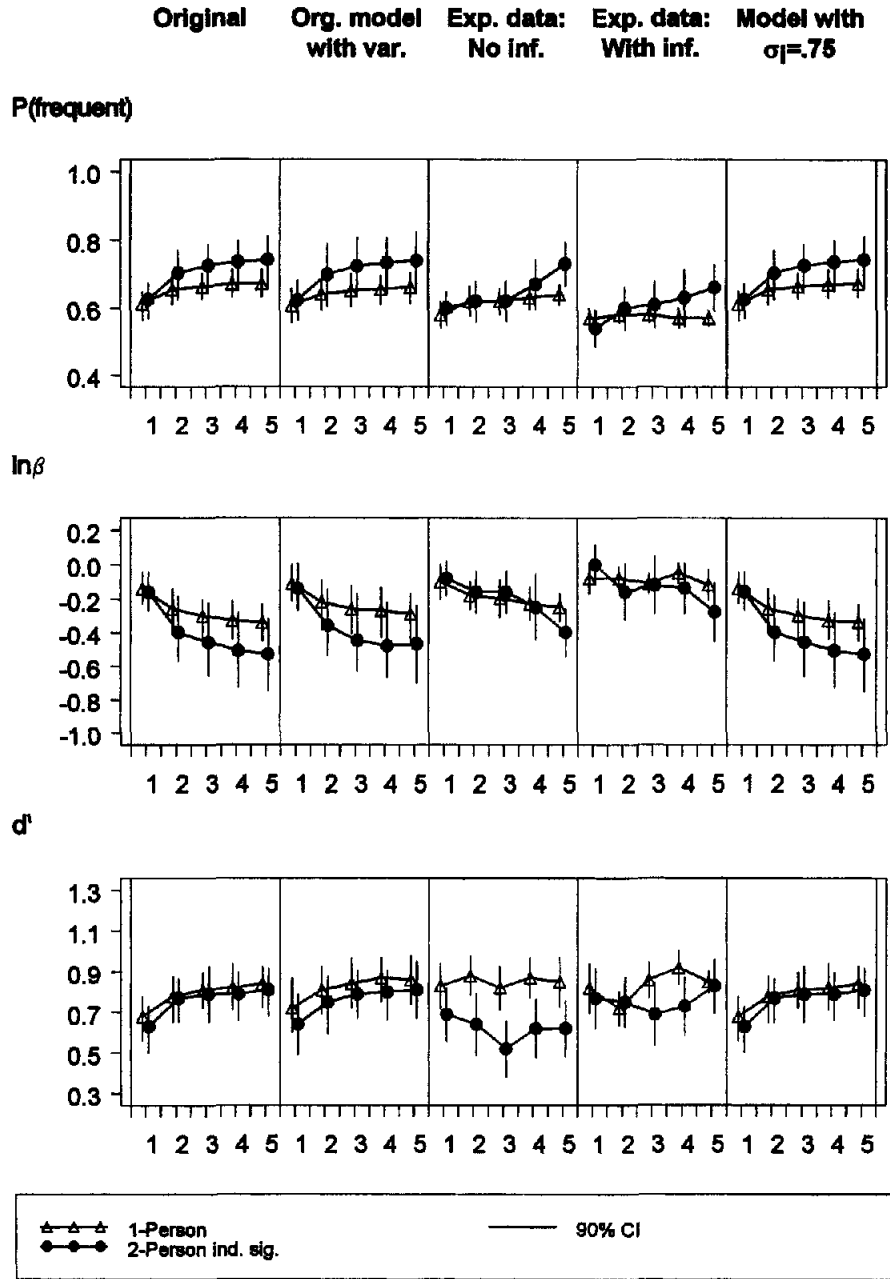 Original Org. model Exp. data: Exp. data: Model with
with var. No inf. With inf. σI=.75
P(frequent)
1.0
0.8
0.6
0.4
1 2 3 4 5 1 2 3 4 5 1 2 3 4 5 1 2 3 4 5 1 2 3 4 5
lnβ
0.2
0.0
-0.2
-0.4
-0.6
-0.8
-1.0
1 2 3 4 5 1 2 3 4 5 1 2 3 4 5 1 2 3 4 5 1 2 3 4 5
d'
1.3
1.1
0.9
0.7
0.5
0.3
1 2 3 4 5 1 2 3 4 5 1 2 3 4 5 1 2 3 4 5 1 2 3 4 5
1-Person 90% CI
2-Person ind. sig.